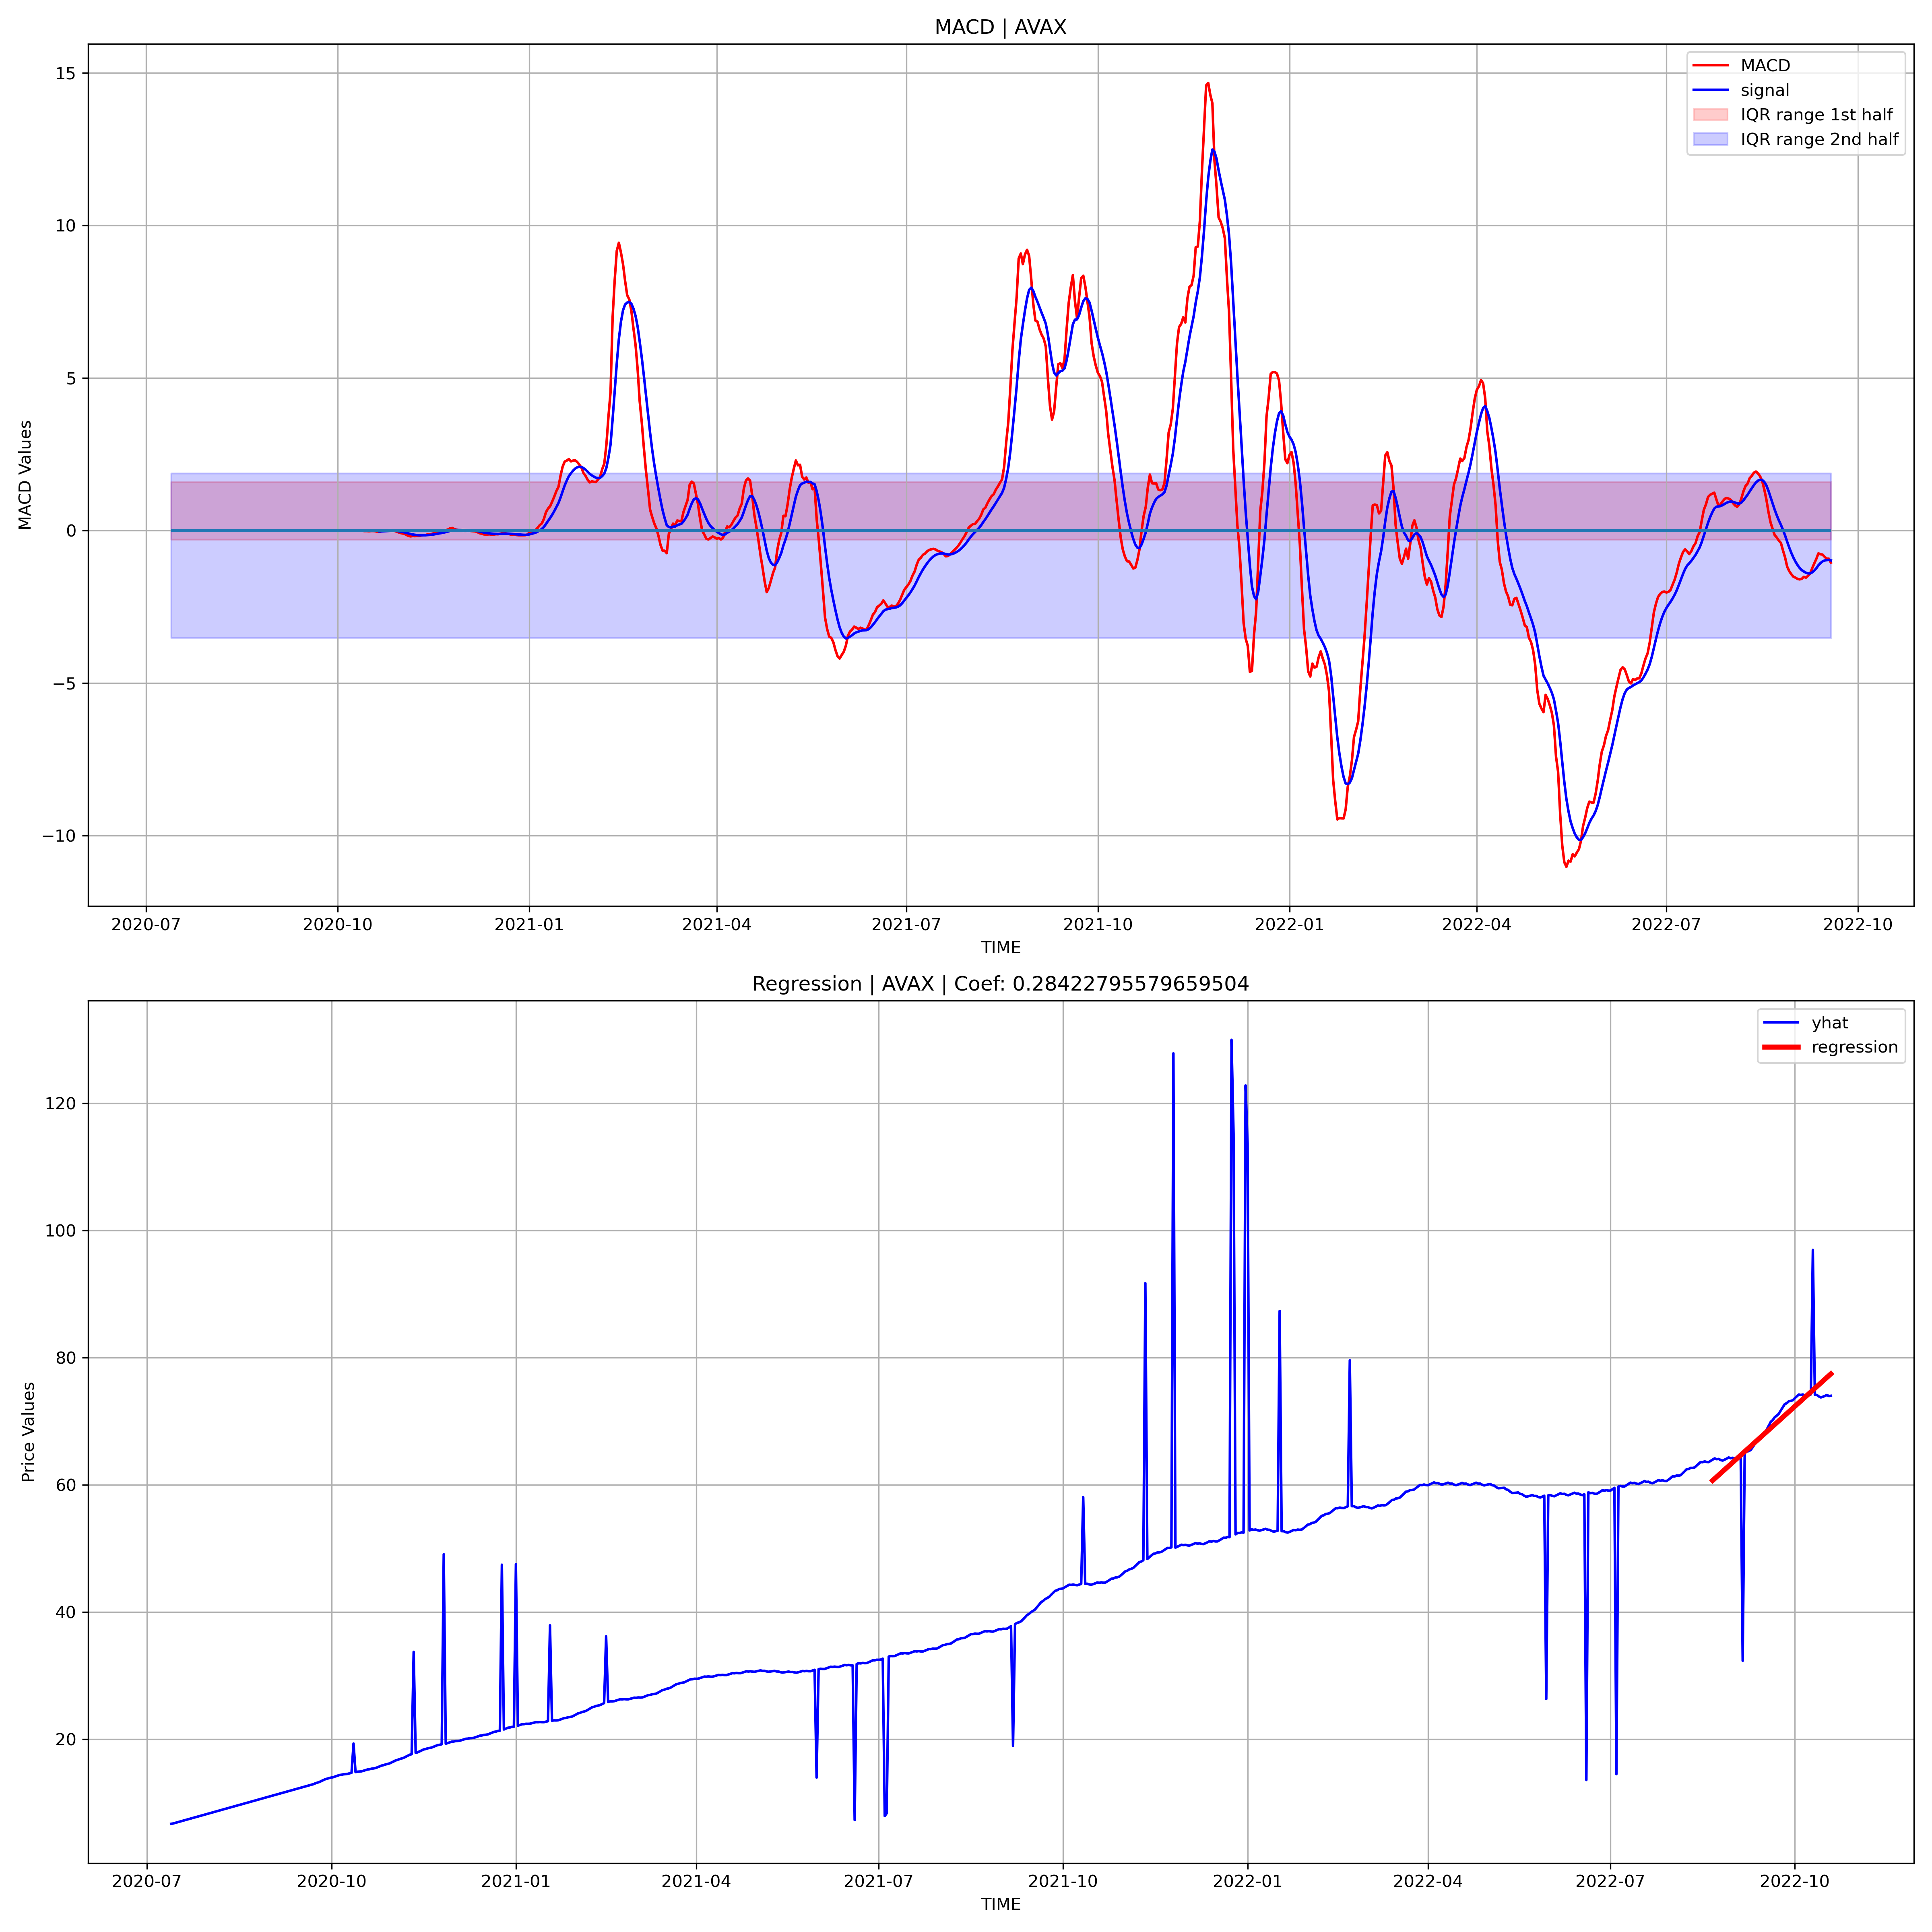 MACD | AVAX
MACD
signal
IQR range 1st half
IQR range 2nd half
15
10
5
0
−5
−10
MACD Values
2020-07 2020-10 2021-01 2021-04 2021-07 2021-10 2022-01 2022-04 2022-07 2022-10
TIME
Regression | AVAX | Coef: 0.28422795579659504
yhat
regression
120
100
80
60
40
20
Price Values
2020-07 2020-10 2021-01 2021-04 2021-07 2021-10 2022-01 2022-04 2022-07 2022-10
TIME